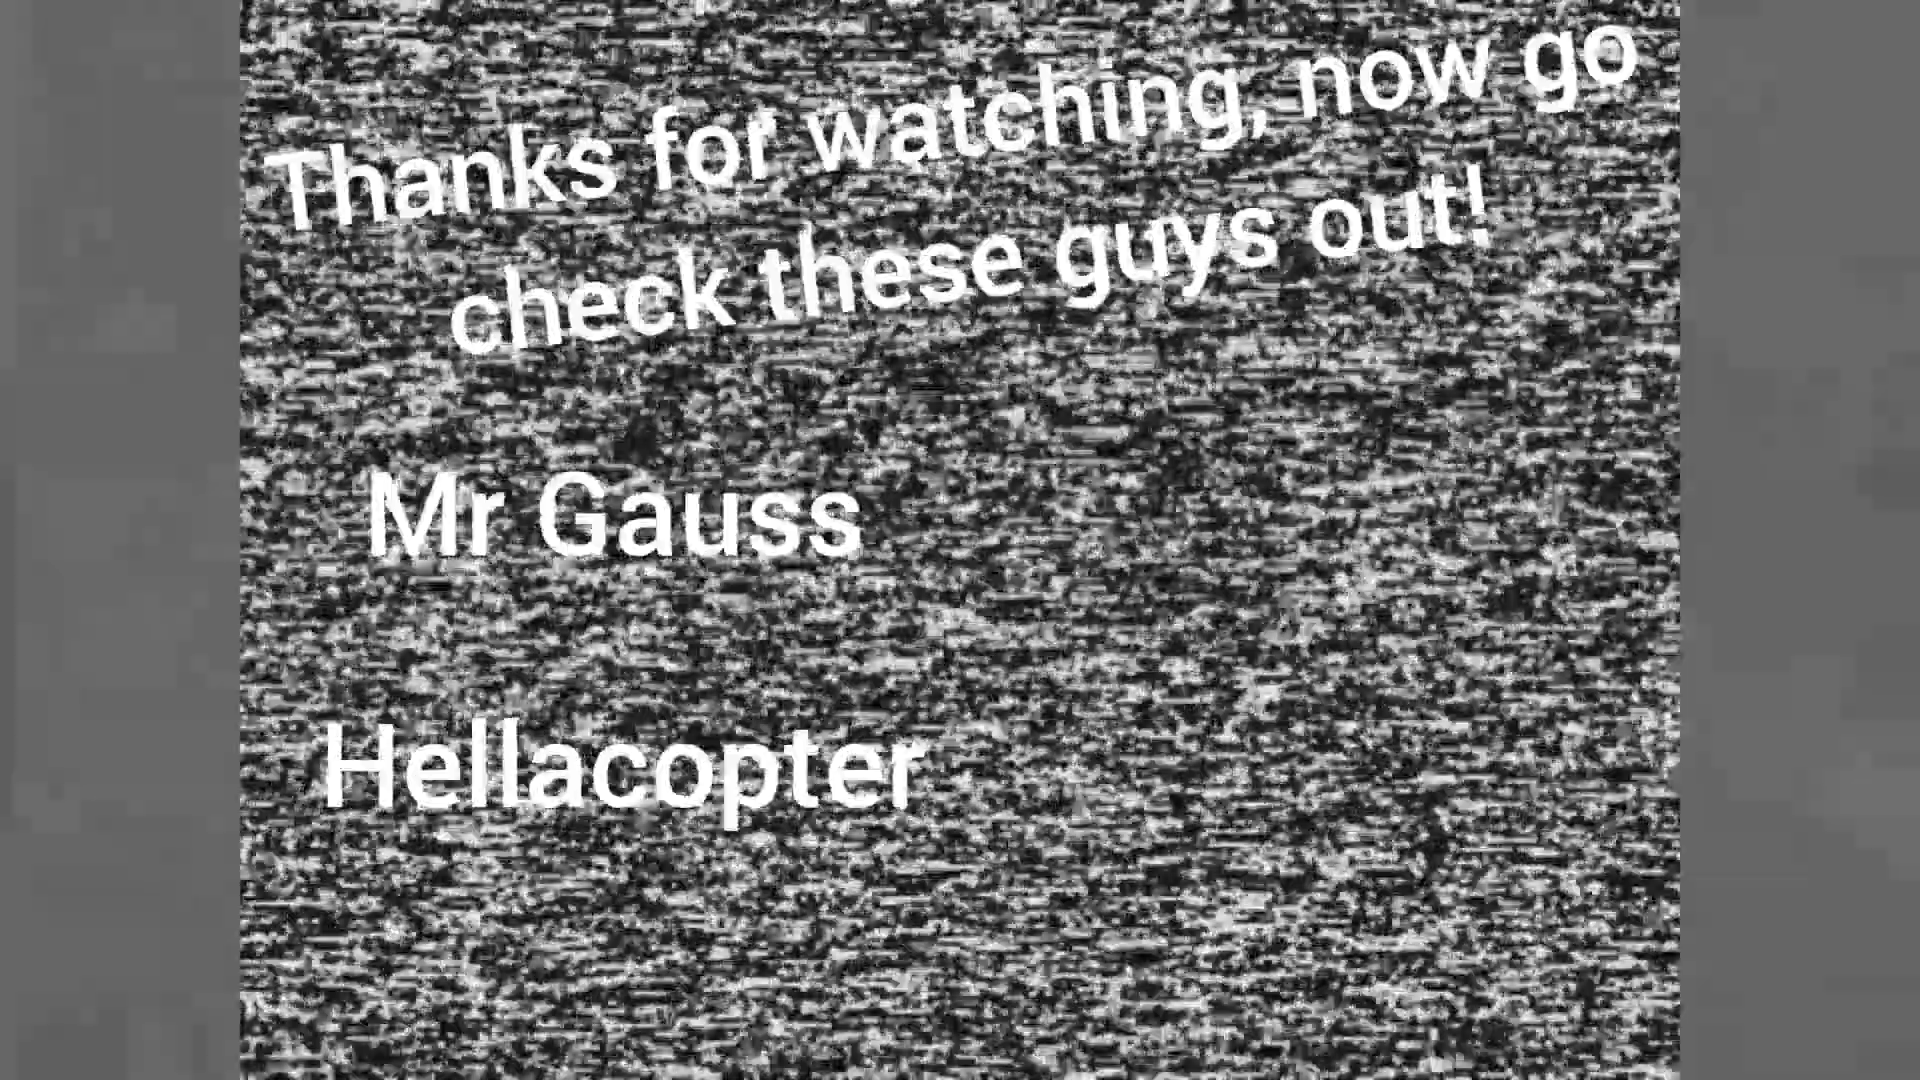 Thanks for watching, now go
check these guys out!
Mr Gauss
Hellacopter